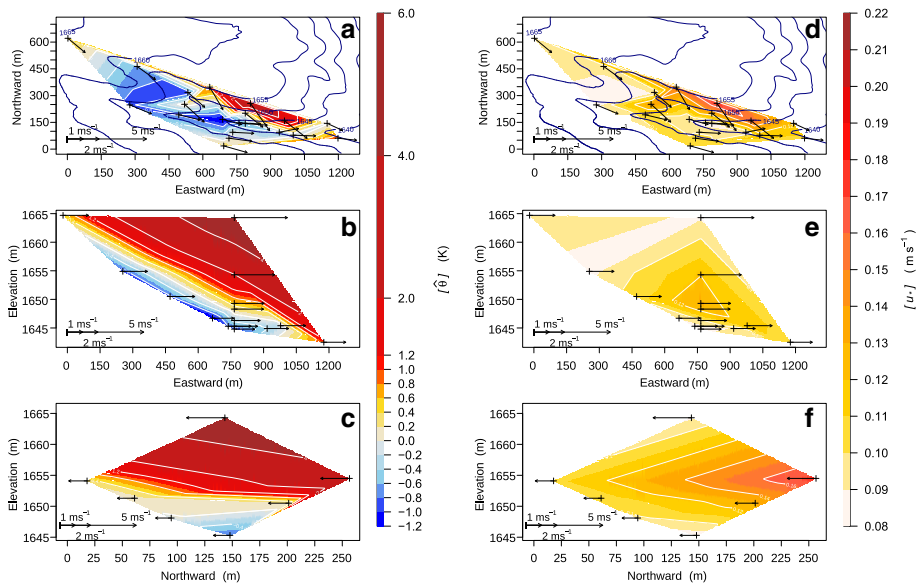 a
1665
1660
1655
1645
1640
600
450
300
150
0
Northward (m)
1 ms⁻¹
5 ms⁻¹
2 ms⁻¹
0 150 300 450 600 750 900 1050 1200
Eastward (m)
b
1665
1660
1655
1650
1645
Elevation (m)
1 ms⁻¹
5 ms⁻¹
2 ms⁻¹
0 150 300 450 600 750 900 1050 1200
Eastward (m)
c
1665
1660
1655
1650
1645
Elevation (m)
1 ms⁻¹
5 ms⁻¹
2 ms⁻¹
0 25 50 75 100 125 150 175 200 225 250
Northward (m)
6.0
4.0
2.0
1.2
1.0
0.8
0.6
0.4
0.2
0.0
−0.2
−0.4
−0.6
−0.8
−1.0
−1.2
[θ̂] (K)
d
1665
1660
1655
1645
1640
600
450
300
150
0
Northward (m)
1 ms⁻¹
5 ms⁻¹
2 ms⁻¹
0 150 300 450 600 750 900 1050 1200
Eastward (m)
e
1665
1660
1655
1650
1645
Elevation (m)
1 ms⁻¹
5 ms⁻¹
2 ms⁻¹
0 150 300 450 600 750 900 1050 1200
Eastward (m)
f
1665
1660
1655
1650
1645
Elevation (m)
1 ms⁻¹
5 ms⁻¹
2 ms⁻¹
0 25 50 75 100 125 150 175 200 225 250
Northward (m)
0.22
0.21
0.20
0.19
0.18
0.17
0.16
0.15
0.14
0.13
0.12
0.11
0.10
0.09
0.08
[u*] (m s⁻¹)